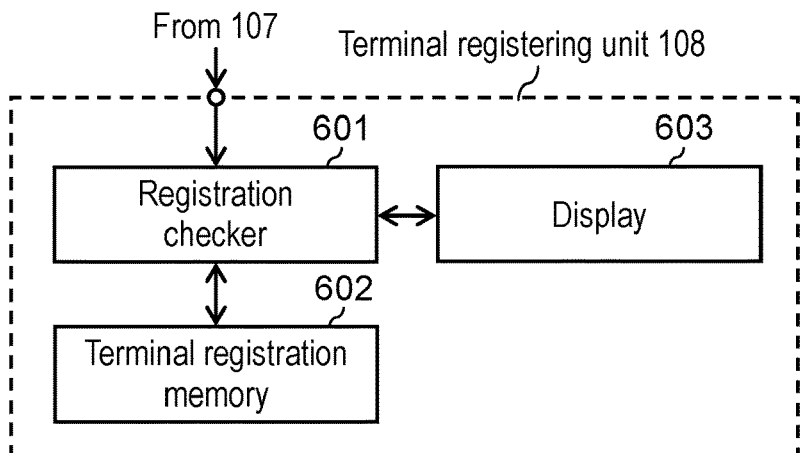 From 107
Terminal registering unit 108
601
603
Registration
checker
Display
602
Terminal registration
memory